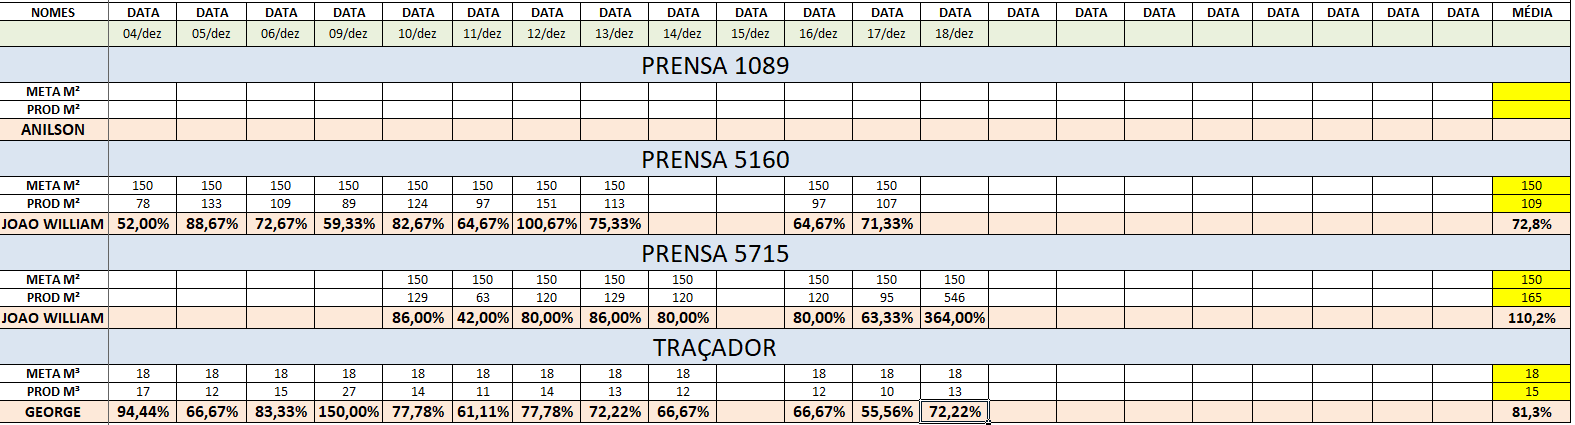 NOMES DATA DATA DATA DATA DATA DATA DATA DATA DATA DATA DATA DATA DATA DATA DATA DATA DATA DATA DATA DATA DATA MÉDIA
04/dez 05/dez 06/dez 09/dez 10/dez 11/dez 12/dez 13/dez 14/dez 15/dez 16/dez 17/dez 18/dez
PRENSA 1089
META M²
PROD M²
ANILSON
PRENSA 5160
META M² 150 150 150 150 150 150 150 150 150 150 150
PROD M² 78 133 109 89 124 97 151 113 97 107 109
JOAO WILLIAM 52,00% 88,67% 72,67% 59,33% 82,67% 64,67% 100,67% 75,33% 64,67% 71,33% 72,8%
PRENSA 5715
META M² 150 150 150 150 150 150 150 150 150
PROD M² 129 63 120 129 120 120 95 546 165
JOAO WILLIAM 86,00% 42,00% 80,00% 86,00% 80,00% 80,00% 63,33% 364,00% 110,2%
TRAÇADOR
META M³ 18 18 18 18 18 18 18 18 18 18 18 18 18
PROD M³ 17 12 15 27 14 11 14 13 12 12 10 13 15
GEORGE 94,44% 66,67% 83,33% 150,00% 77,78% 61,11% 77,78% 72,22% 66,67% 66,67% 55,56% 72,22% 81,3%